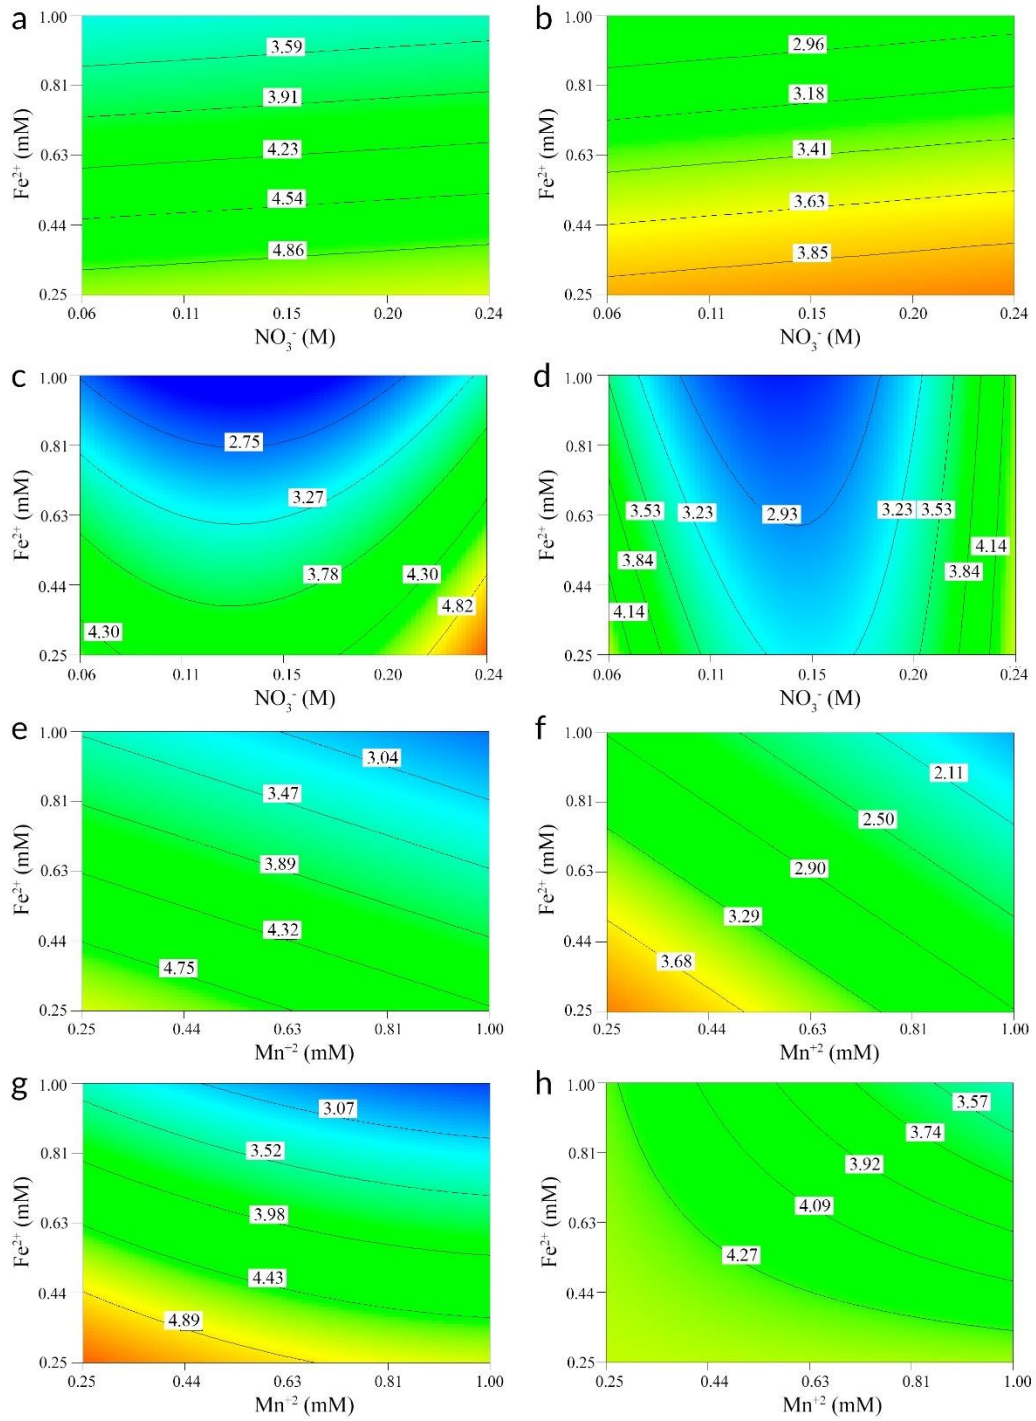 a
1.00
0.81
0.63
0.44
0.25
Fe²⁺ (mM)
3.59
3.91
4.23
4.54
4.86
0.06 0.11 0.15 0.20 0.24
NO₃⁻ (M)
b
1.00
0.81
0.63
0.44
0.25
Fe²⁺ (mM)
2.96
3.18
3.41
3.63
3.85
0.06 0.11 0.15 0.20 0.24
NO₃⁻ (M)
c
1.00
0.81
0.63
0.44
0.25
Fe²⁺ (mM)
2.75
3.27
3.78
4.30
4.82
4.30
0.06 0.11 0.15 0.20 0.24
NO₃⁻ (M)
d
1.00
0.81
0.63
0.44
0.25
Fe²⁺ (mM)
3.53 3.23 2.93 3.23 3.53
4.14
3.84 3.84
4.14
0.06 0.11 0.15 0.20 0.24
NO₃⁻ (M)
e
1.00
0.81
0.63
0.44
0.25
Fe²⁺ (mM)
3.04
3.47
3.89
4.32
4.75
0.25 0.44 0.63 0.81 1.00
Mn⁺² (mM)
f
1.00
0.81
0.63
0.44
0.25
Fe²⁺ (mM)
2.11
2.50
2.90
3.29
3.68
0.25 0.44 0.63 0.81 1.00
Mn⁺² (mM)
g
1.00
0.81
0.63
0.44
0.25
Fe²⁺ (mM)
3.07
3.52
3.98
4.43
4.89
0.25 0.44 0.63 0.81 1.00
Mn⁺² (mM)
h
1.00
0.81
0.63
0.44
0.25
Fe²⁺ (mM)
3.57
3.74
3.92
4.09
4.27
0.25 0.44 0.63 0.81 1.00
Mn⁺² (mM)